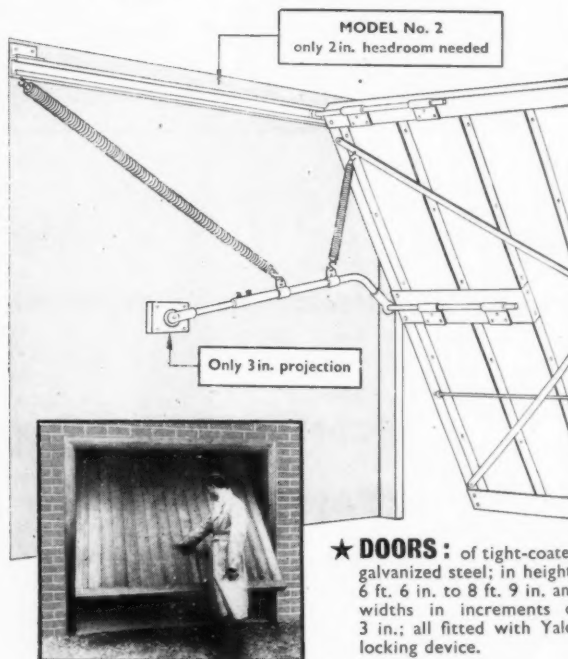 MODEL No. 2
only 2in. headroom needed
Only 3in. projection
★ DOORS: of tight-coate
galvanized steel; in height
6 ft. 6 in. to 8 ft. 9 in. an
widths in increments
3 in.; all fitted with Yale
locking device.